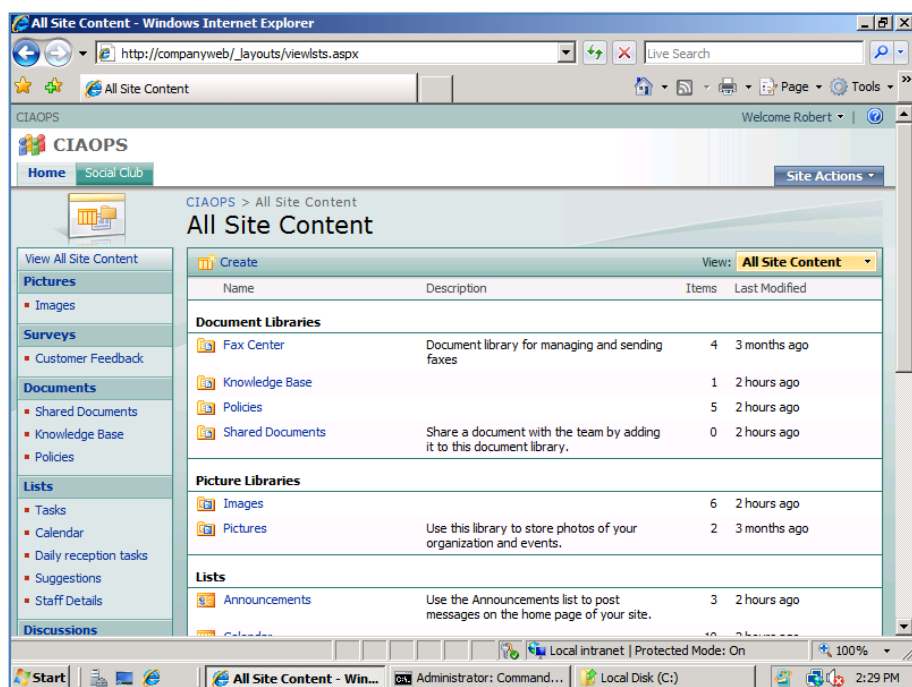 All Site Content - Windows Internet Explorer
http://companyweb/_layouts/viewlsts.aspx
Live Search
All Site Content
Page
Tools
CIAOPS
Welcome Robert
CIAOPS
Home
Social Club
Site Actions
CIAOPS > All Site Content
All Site Content
View All Site Content
Pictures
Images
Surveys
Customer Feedback
Documents
Shared Documents
Knowledge Base
Policies
Lists
Tasks
Calendar
Daily reception tasks
Suggestions
Staff Details
Discussions
Create
View: All Site Content
Name Description Items Last Modified
Document Libraries
Fax Center Document library for managing and sending 4 3 months ago
faxes
Knowledge Base 1 2 hours ago
Policies 5 2 hours ago
Shared Documents Share a document with the team by adding 0 2 hours ago
it to this document library.
Picture Libraries
Images 6 2 hours ago
Pictures Use this library to store photos of your 2 3 months ago
organization and events.
Lists
Announcements Use the Announcements list to post 3 2 hours ago
messages on the home page of your site.
Local intranet | Protected Mode: On
100%
Start
All Site Content - Win...
Administrator: Command...
Local Disk (C:)
2:29 PM